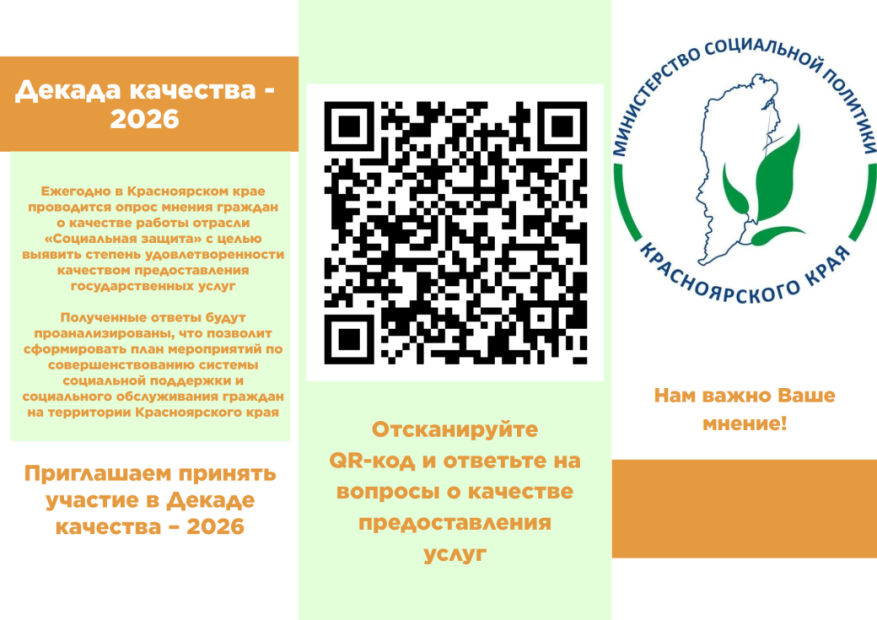 Декада качества -
2026
Ежегодно в Красноярском крае
проводится опрос мнения граждан
о качестве работы отрасли
«Социальная защита» с целью
выявить степень удовлетворенности
качеством предоставления
государственных услуг
Полученные ответы будут
проанализированы, что позволит
сформировать план мероприятий по
совершенствованию системы
социальной поддержки и
социального обслуживания граждан
на территории Красноярского края
Приглашаем принять
участие в Декаде
качества – 2026
Отсканируйте
QR-код и ответьте на
вопросы о качестве
предоставления
услуг
МИНИСТЕРСТВО СОЦИАЛЬНОЙ ПОЛИТИКИ
КРАСНОЯРСКОГО КРАЯ
Нам важно Ваше
мнение!